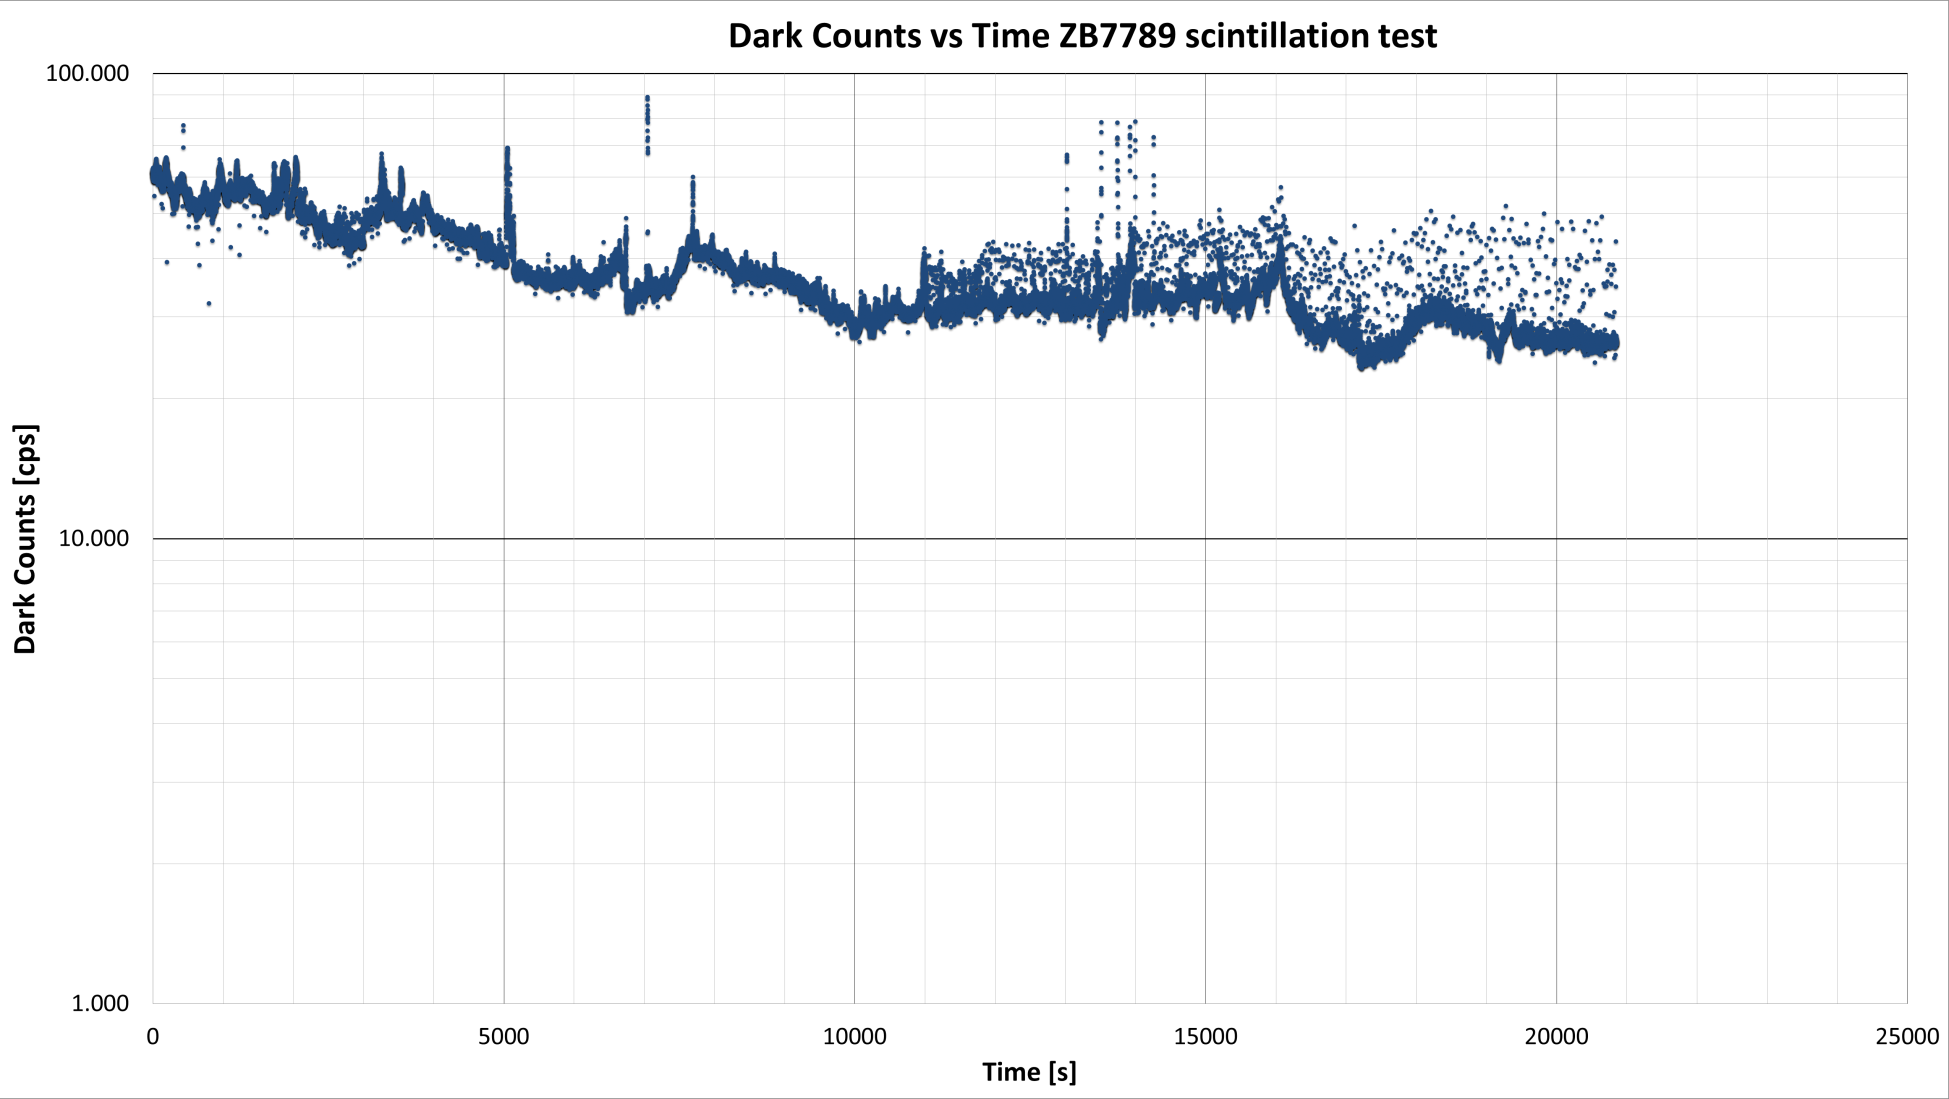 Dark Counts vs Time ZB7789 scintillation test
100.000
10.000
1.000
Dark Counts [cps]
0 5000 10000 15000 20000 25000
Time [s]